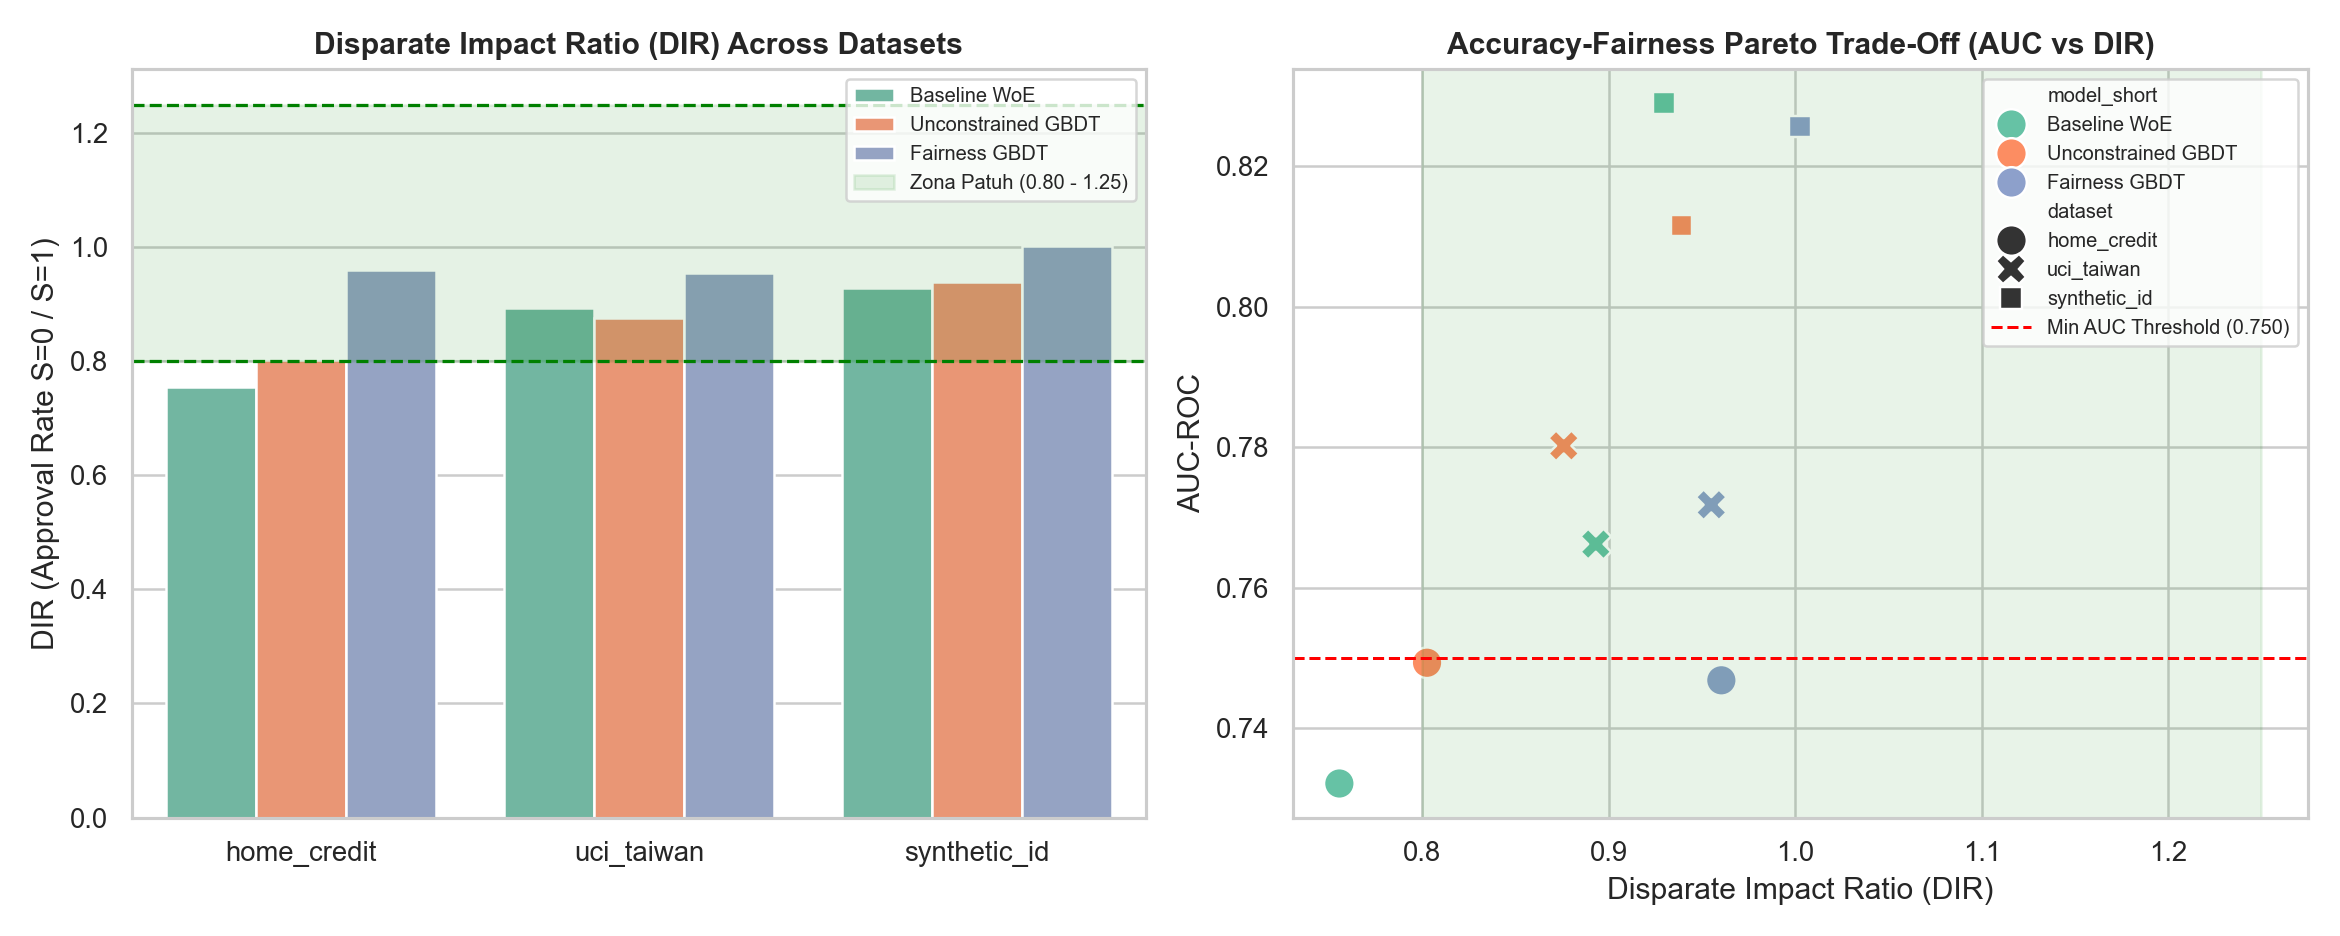 Disparate Impact Ratio (DIR) Across Datasets
DIR (Approval Rate S=0 / S=1)
1.2
1.0
0.8
0.6
0.4
0.2
0.0
home_credit
uci_taiwan
synthetic_id
Baseline WoE
Unconstrained GBDT
Fairness GBDT
Zona Patuh (0.80 - 1.25)
Accuracy-Fairness Pareto Trade-Off (AUC vs DIR)
AUC-ROC
0.82
0.80
0.78
0.76
0.74
0.8
0.9
1.0
1.1
1.2
Disparate Impact Ratio (DIR)
model_short
Baseline WoE
Unconstrained GBDT
Fairness GBDT
dataset
home_credit
uci_taiwan
synthetic_id
Min AUC Threshold (0.750)